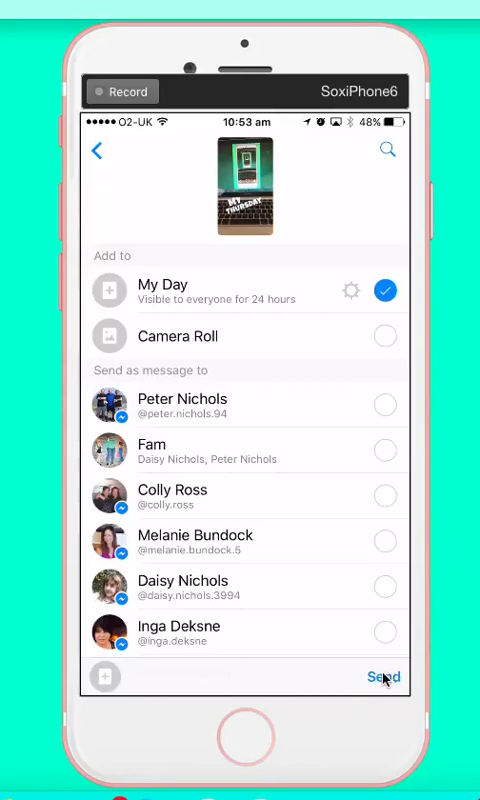 Record
SoxiPhone6
O2-UK 10:53 am 48%
MY
THURSDAY
Add to
My Day
Visible to everyone for 24 hours
Camera Roll
Send as message to
Peter Nichols
@peter.nichols.94
Fam
Daisy Nichols, Peter Nichols
Colly Ross
@colly.ross
Melanie Bundock
@melanie.bundock.5
Daisy Nichols
@daisy.nichols.3994
Inga Deksne
@inga.deksne
Send